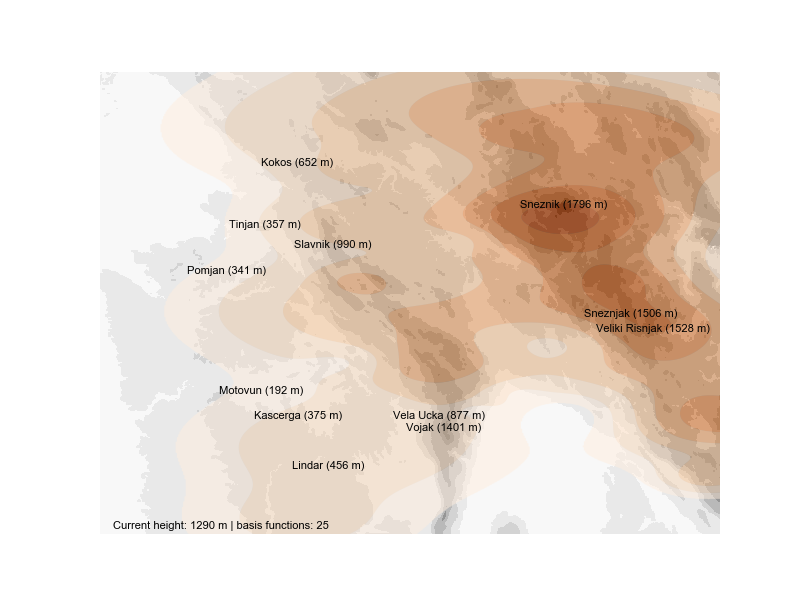 Kokos (652 m)
Sneznik (1796 m)
Tinjan (357 m)
Slavnik (990 m)
Pomjan (341 m)
Sneznjak (1506 m)
Veliki Risnjak (1528 m)
Motovun (192 m)
Kascerga (375 m)
Vela Ucka (877 m)
Vojak (1401 m)
Lindar (456 m)
Current height: 1290 m | basis functions: 25